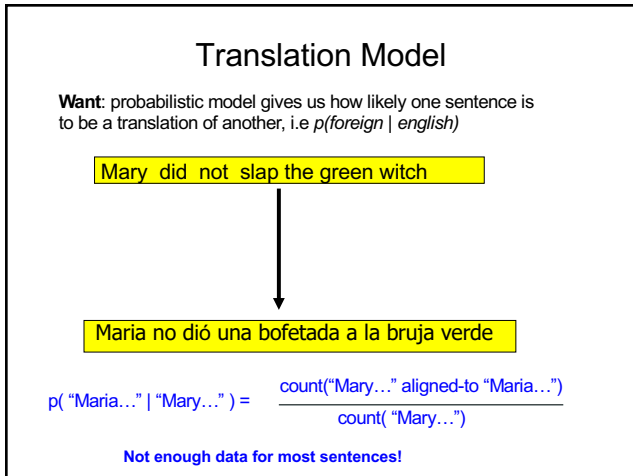 Translation Model
Want: probabilistic model gives us how likely one sentence is
to be a translation of another, i.e p(foreign | english)
Mary did not slap the green witch
Maria no dió una bofetada a la bruja verde
p( “Maria…” | “Mary…” ) = count(“Mary…” aligned-to “Maria…”)
count( “Mary…”)
Not enough data for most sentences!